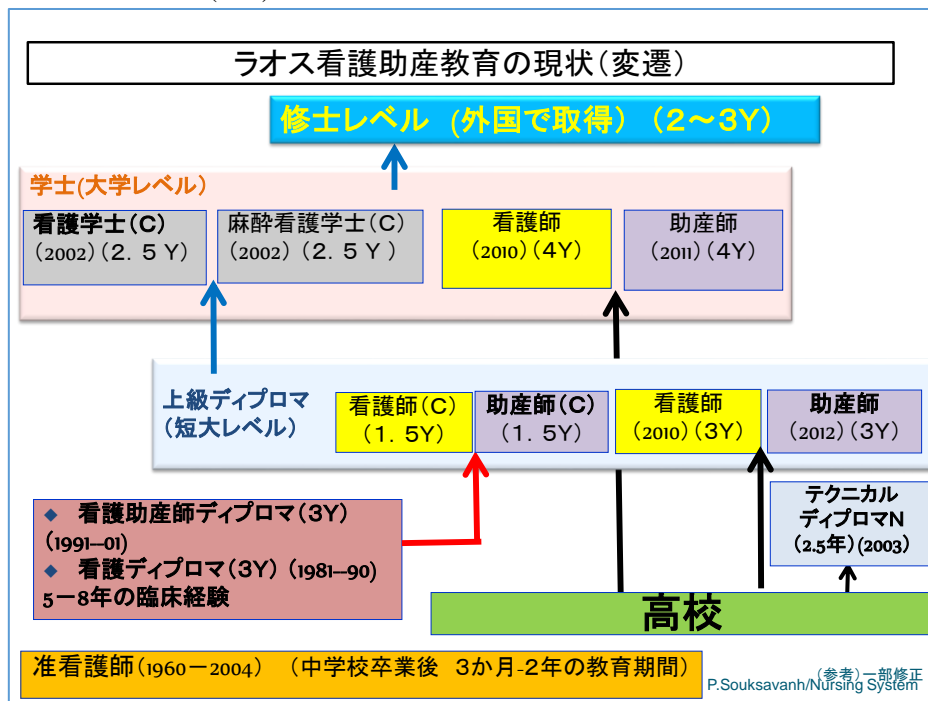 ラオス看護助産教育の現状(変遷)
修士レベル (外国で取得) (2~3Y)
学士(大学レベル)
看護学士(C)
(2002)(2.5Y)
麻酔看護学士(C)
(2002) (2.5Y)
看護師
(2010)(4Y)
助産師
(2011)(4Y)
上級ディプロマ
(短大レベル)
看護師(C)
(1.5Y)
助産師(C)
(1.5Y)
看護師
(2010)(3Y)
助産師
(2012)(3Y)
◆ 看護助産師ディプロマ(3Y)
(1991–01)
◆ 看護ディプロマ(3Y) (1981–90)
5-8年の臨床経験
テクニカル
ディプロマN
(2.5年)(2003)
高校
准看護師(1960-2004) (中学校卒業後 3か月-2年の教育期間)
(参考)一部修正
P.Souksavanh/Nursing System